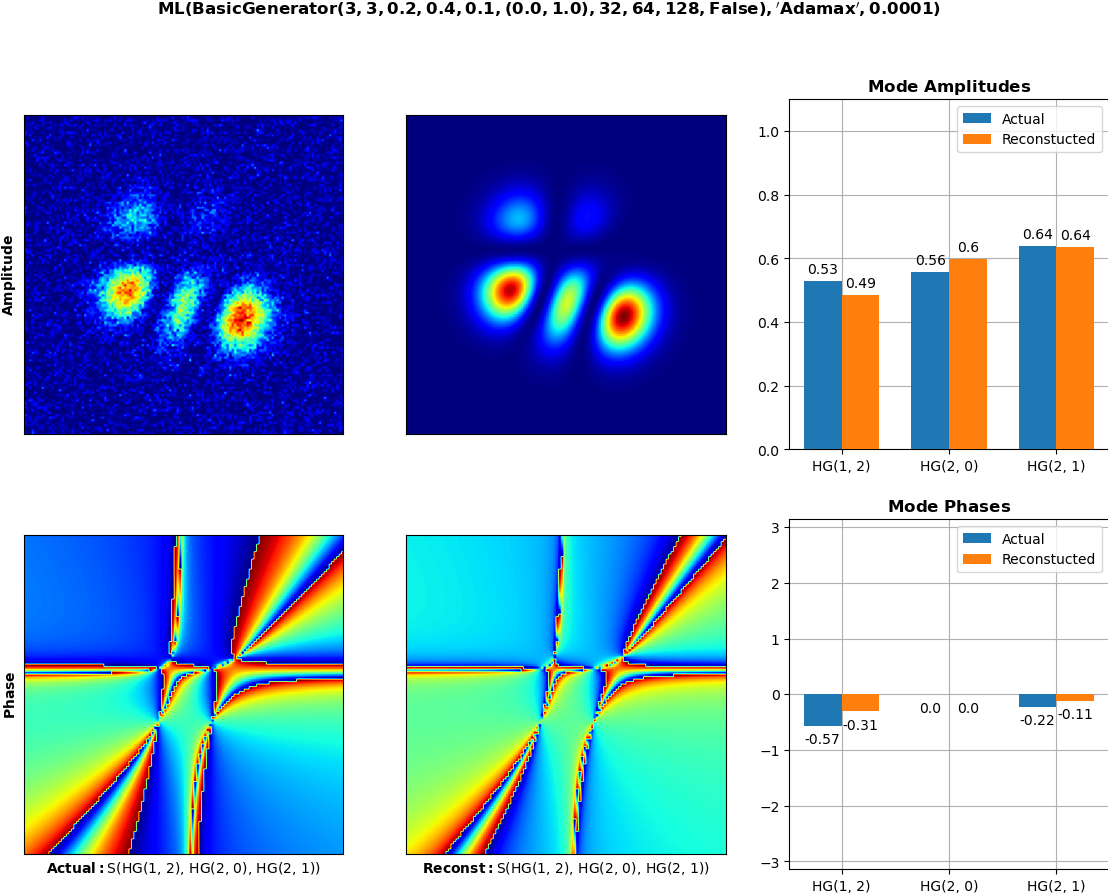 ML(BasicGenerator(3, 3, 0.2, 0.4, 0.1, (0.0, 1.0), 32, 64, 128, False), ′Adamax′, 0.0001)
Amplitude
Mode Amplitudes
Actual
Reconstucted
1.0
0.8
0.6
0.4
0.2
0.0
0.53
0.49
0.56
0.6
0.64
0.64
HG(1, 2)
HG(2, 0)
HG(2, 1)
Phase
Actual: S(HG(1, 2), HG(2, 0), HG(2, 1))
Reconst: S(HG(1, 2), HG(2, 0), HG(2, 1))
Mode Phases
Actual
Reconstucted
3
2
1
0
−1
−2
−3
-0.57
-0.31
0.0
0.0
-0.22
-0.11
HG(1, 2)
HG(2, 0)
HG(2, 1)